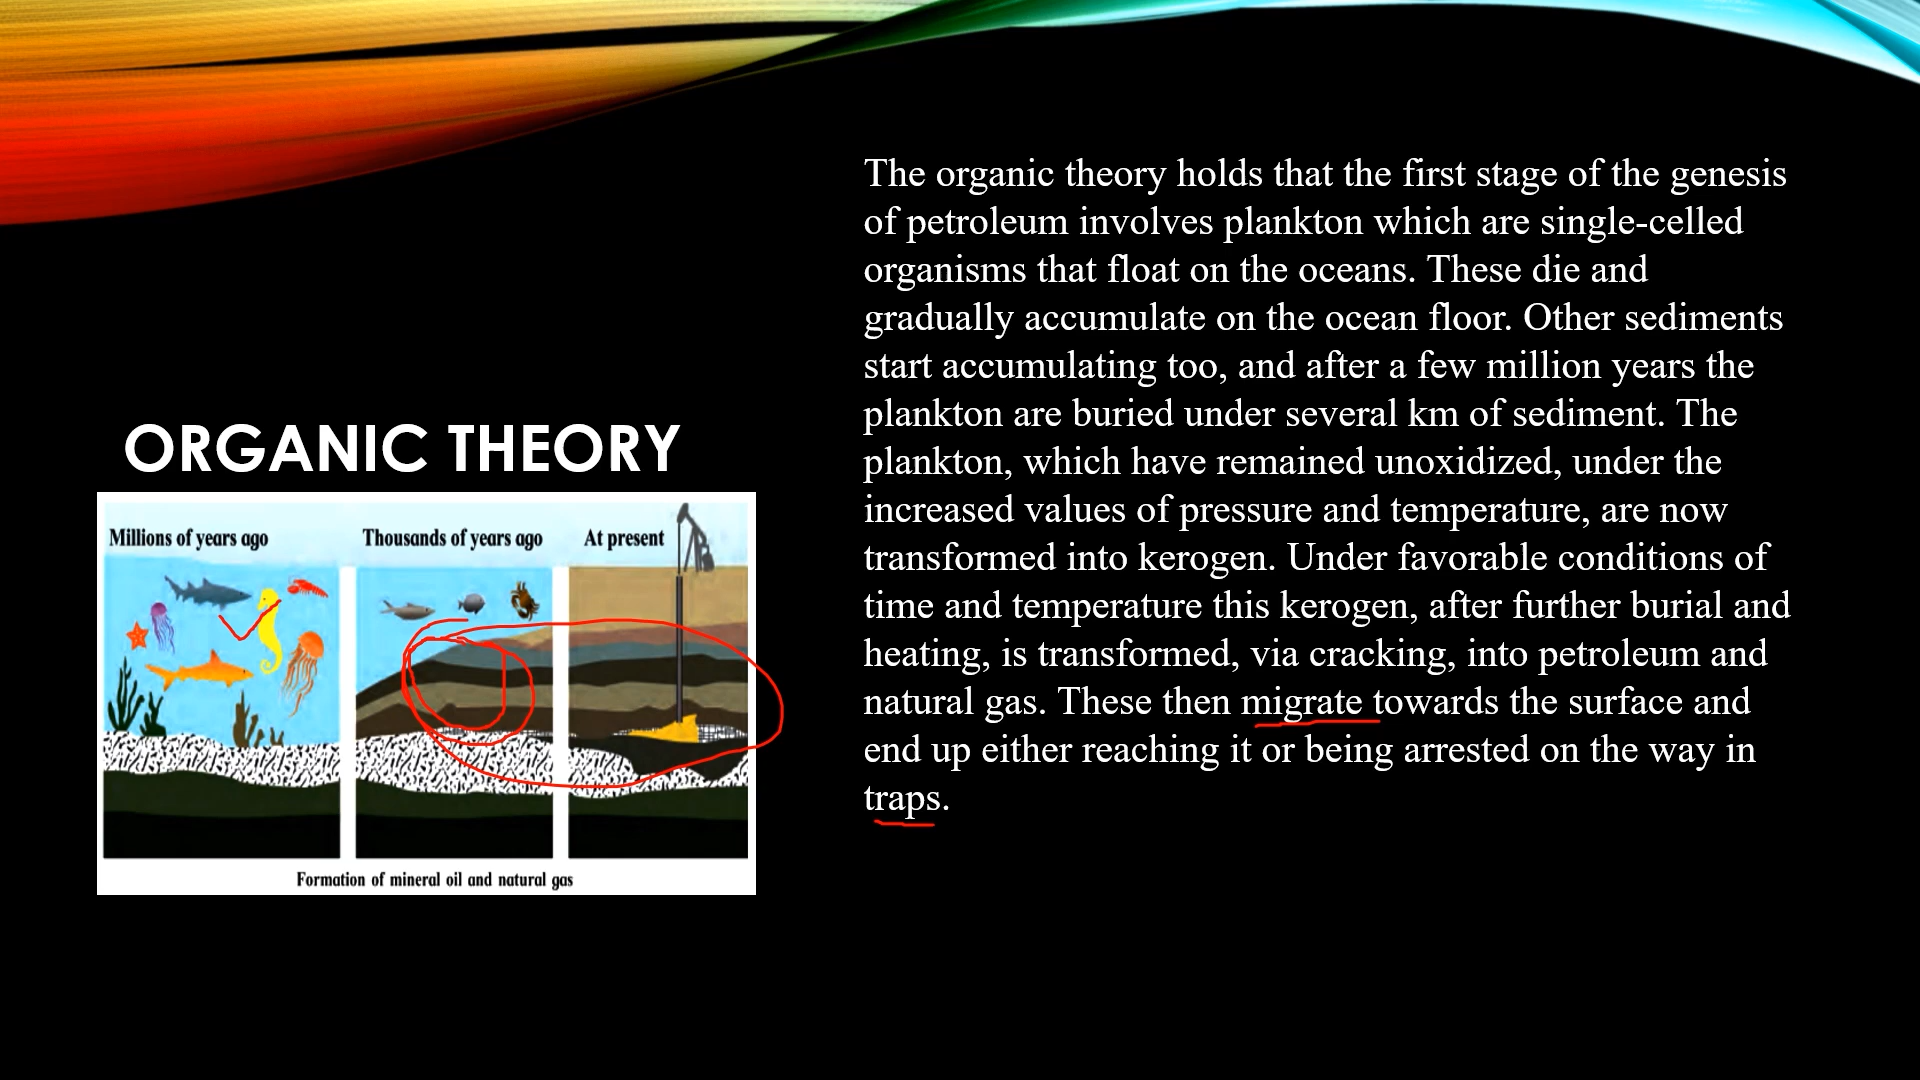 ORGANIC THEORY
Millions of years ago
Thousands of years ago
At present
Formation of mineral oil and natural gas
The organic theory holds that the first stage of the genesis
of petroleum involves plankton which are single-celled
organisms that float on the oceans. These die and
gradually accumulate on the ocean floor. Other sediments
start accumulating too, and after a few million years the
plankton are buried under several km of sediment. The
plankton, which have remained unoxidized, under the
increased values of pressure and temperature, are now
transformed into kerogen. Under favorable conditions of
time and temperature this kerogen, after further burial and
heating, is transformed, via cracking, into petroleum and
natural gas. These then migrate towards the surface and
end up either reaching it or being arrested on the way in
traps.